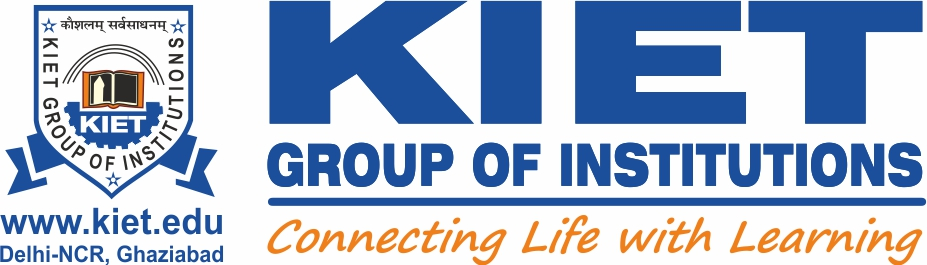 कौशलम् सर्वसाधनम्
KIET GROUP OF INSTITUTIONS
KIET
www.kiet.edu
Delhi-NCR, Ghaziabad
KIET
GROUP OF INSTITUTIONS
Connecting Life with Learning